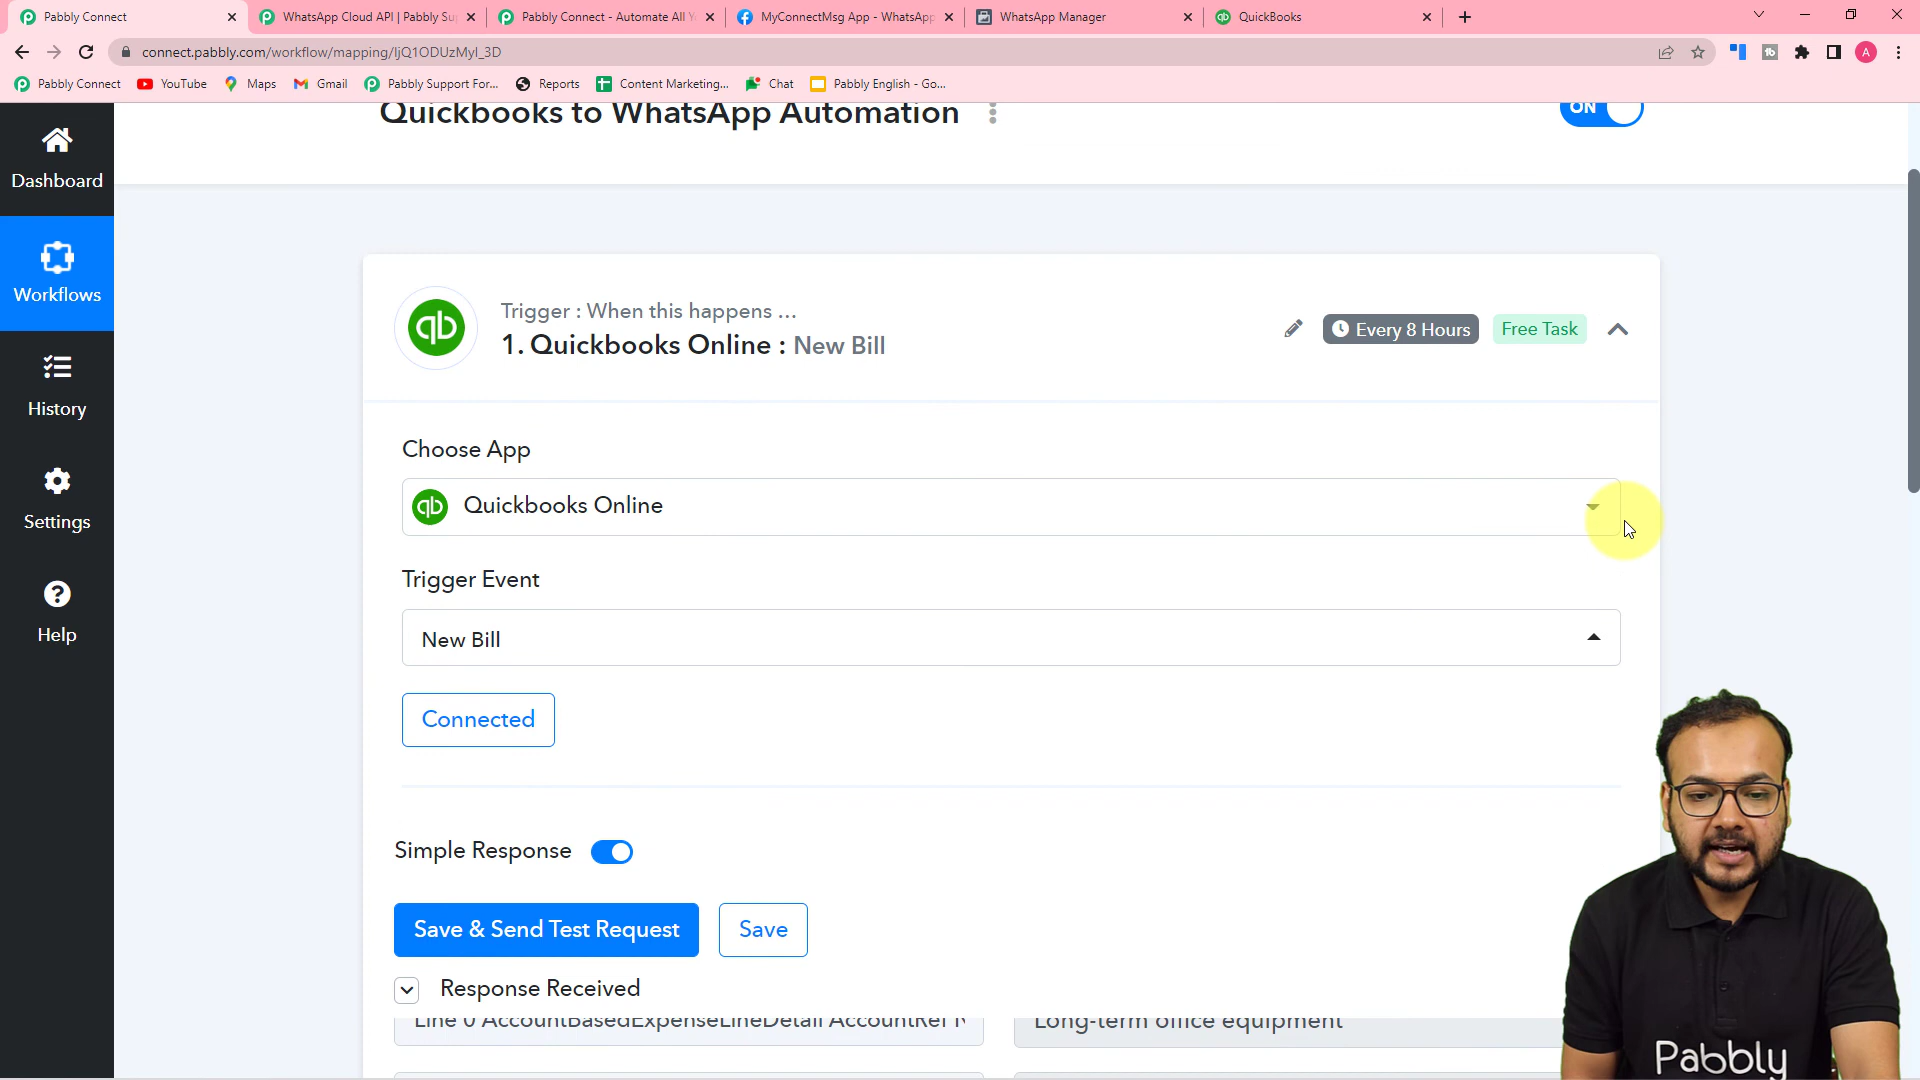 Pabbly Connect
WhatsApp Cloud API | Pabbly Su
Pabbly Connect - Automate All Y
MyConnectMsg App - WhatsApp
WhatsApp Manager
QuickBooks
connect.pabbly.com/workflow/mapping/IjQ1ODUzMyI_3D
Pabbly Connect
YouTube
Maps
Gmail
Pabbly Support For...
Reports
Content Marketing...
Chat
Pabbly English - Go...
A
Quickbooks to WhatsApp Automation
ON
Dashboard
Workflows
History
Settings
Help
qb
Trigger : When this happens ...
1. Quickbooks Online : New Bill
Every 8 Hours
Free Task
Choose App
qb Quickbooks Online
Trigger Event
New Bill
Connected
Simple Response
Save & Send Test Request
Save
Response Received
Line 0 AccountBasedExpenseLineDetail AccountRef
Long-term office equipment
Pabbly